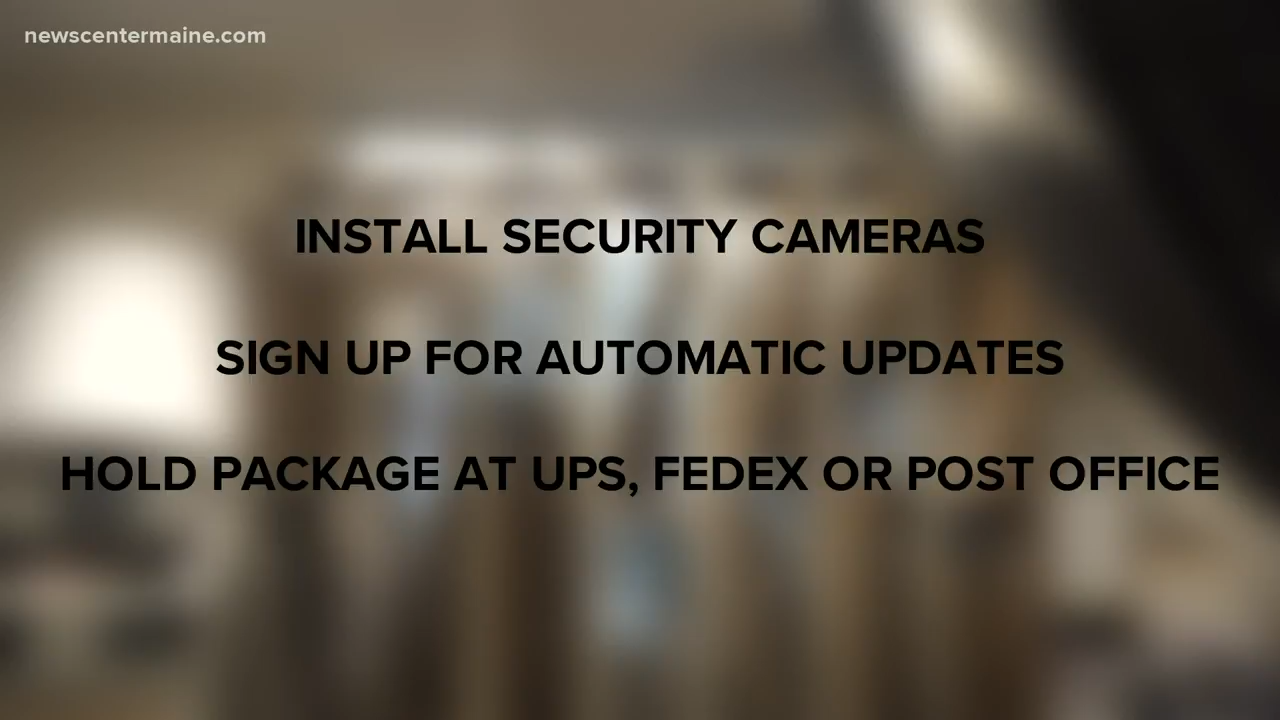 newscentermaine.com
INSTALL SECURITY CAMERAS
SIGN UP FOR AUTOMATIC UPDATES
HOLD PACKAGE AT UPS, FEDEX OR POST OFFICE